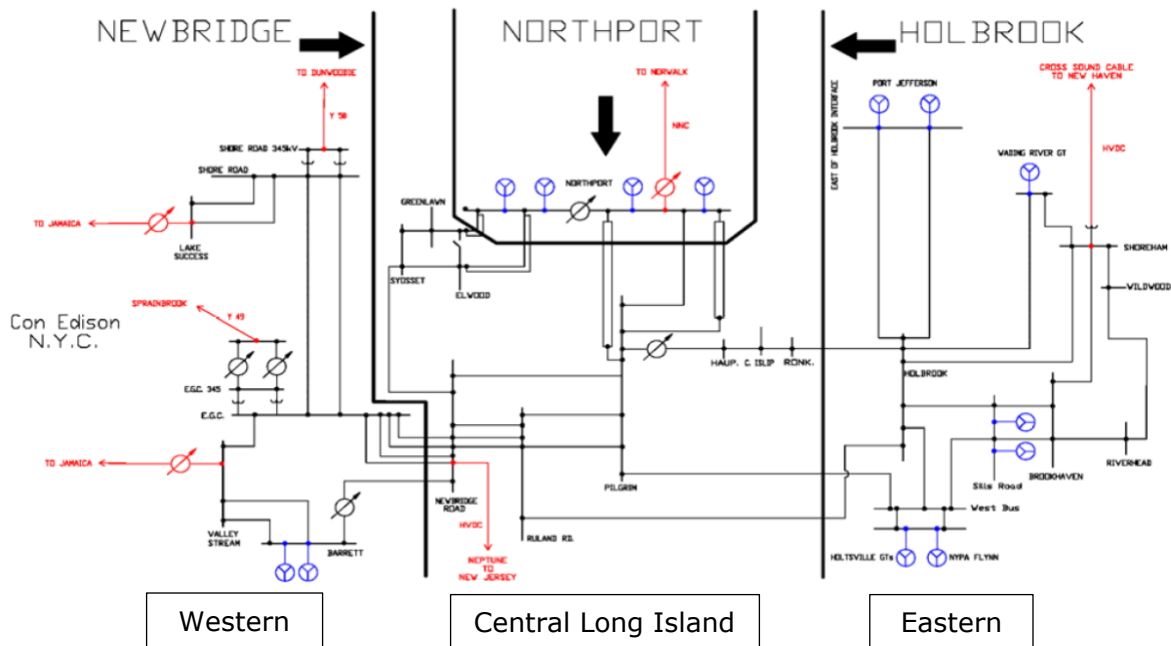 NEWBRIDGE
NORTHPORT
HOLBROOK
TO DUNWOODIE
Y 50
SHORE ROAD 345kV
SHORE ROAD
TO JAMAICA
LAKE
SUCCESS
SPRAINBROOK
Y 49
Con Edison
N.Y.C.
E.G.C. 345
E.G.C.
TO JAMAICA
VALLEY
STREAM
BARRETT
TO NORWALK
NNC
NORTHPORT
GREENLAWN
SYOSSET
ELWOOD
HAUP.
C. ISLIP
RONK.
PILGRIM
NEWBRIDGE
ROAD
HVDC
RULAND RD.
NEPTUNE
TO
NEW JERSEY
EAST OF HOLBROOK INTERFACE
PORT JEFFERSON
CROSS SOUND CABLE
TO NEW HAVEN
WADING RIVER GT
HVDC
SHOREHAM
WILDWOOD
HOLBROOK
BROOKHAVEN
RIVERHEAD
Sills Road
West Bus
HOLTSVILLE GTs
NYPA FLYNN
Western
Central Long Island
Eastern